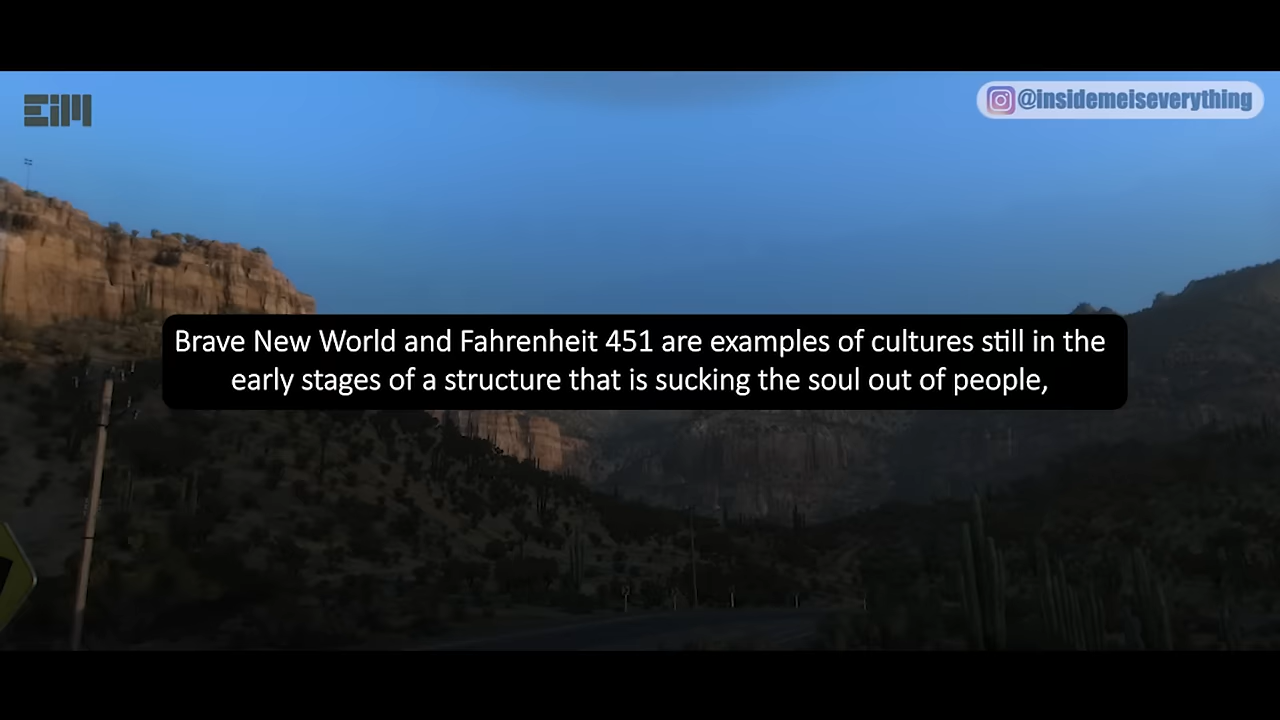 EiM
@insidemeiseverything
Brave New World and Fahrenheit 451 are examples of cultures still in the
early stages of a structure that is sucking the soul out of people,